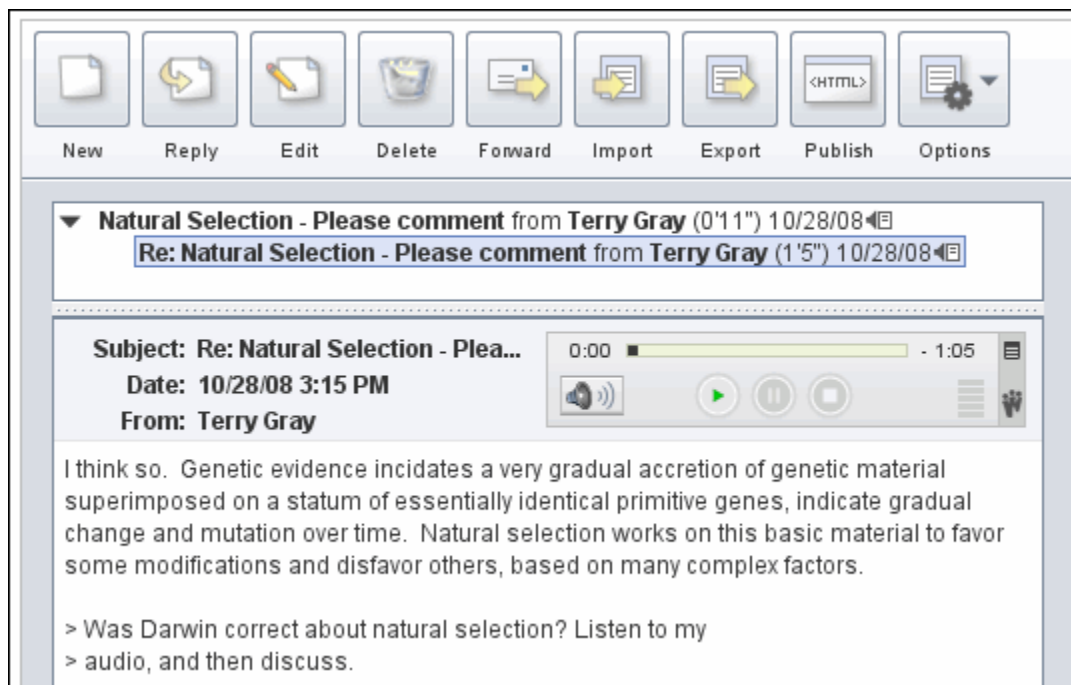 <HTML>
New Reply Edit Delete Forward Import Export Publish Options
Natural Selection - Please comment from Terry Gray (0'11") 10/28/08
Re: Natural Selection - Please comment from Terry Gray (1'5") 10/28/08
Subject: Re: Natural Selection - Plea...
0:00 - 1:05
Date: 10/28/08 3:15 PM
From: Terry Gray
I think so. Genetic evidence incidates a very gradual accretion of genetic material
superimposed on a statum of essentially identical primitive genes, indicate gradual
change and mutation over time. Natural selection works on this basic material to favor
some modifications and disfavor others, based on many complex factors.
> Was Darwin correct about natural selection? Listen to my
> audio, and then discuss.